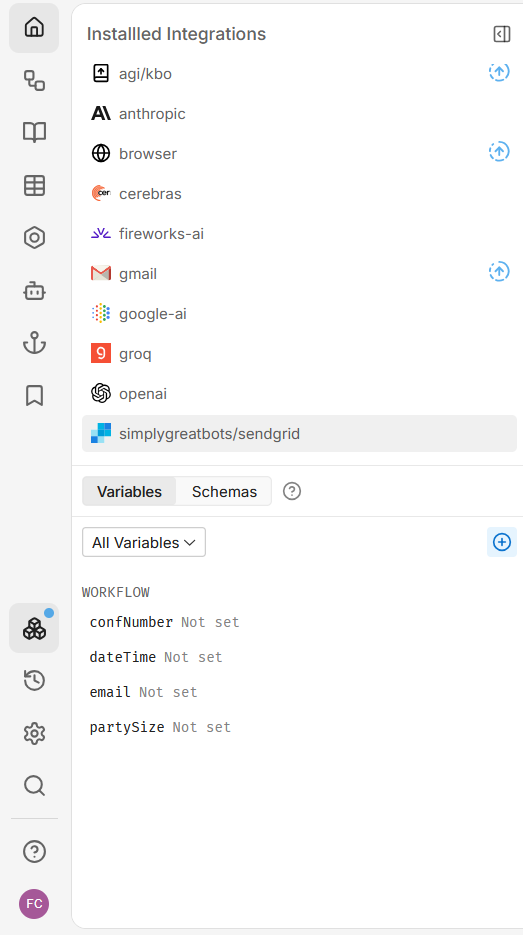 Installled Integrations
agi/kbo
anthropic
browser
cerebras
fireworks-ai
gmail
google-ai
groq
openai
simplygreatbots/sendgrid
Variables Schemas
All Variables
WORKFLOW
confNumber Not set
dateTime Not set
email Not set
partySize Not set
FC